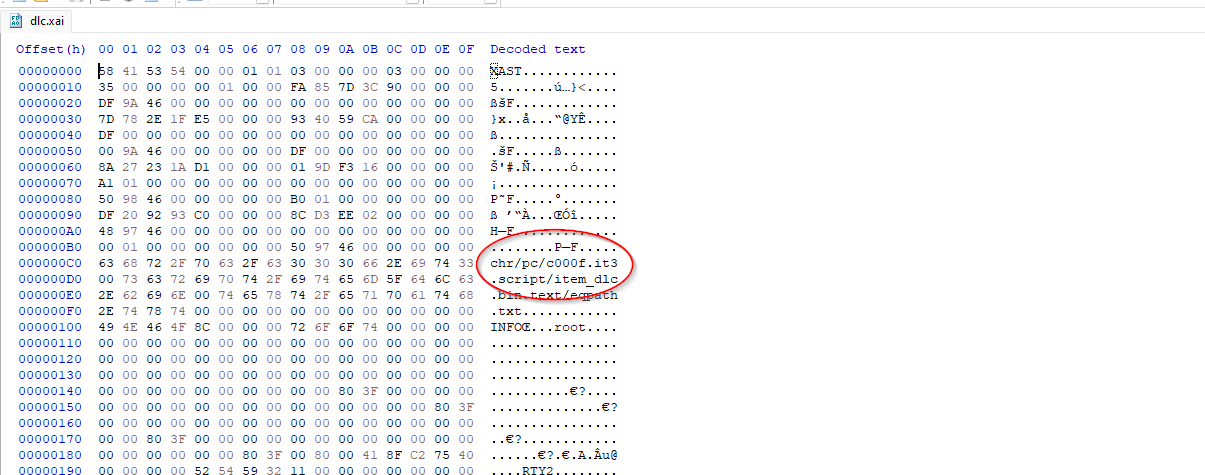 dlc.xai
Offset(h) 00 01 02 03 04 05 06 07 08 09 0A 0B 0C 0D 0E 0F Decoded text
00000000 58 41 53 54 00 00 01 01 03 00 00 00 03 00 00 00 XAST............
00000010 35 00 00 00 00 01 00 00 FA 85 7D 3C 90 00 00 00 5.......ú…}<....
00000020 DF 9A 46 00 00 00 00 00 00 00 00 00 00 00 00 00 ßšF.............
00000030 7D 78 2E 1F E5 00 00 00 93 40 59 CA 00 00 00 00 }x..å...“@YÊ....
00000040 DF 00 00 00 00 00 00 00 00 00 00 00 00 00 00 00 ß...............
00000050 00 9A 46 00 00 00 00 00 DF 00 00 00 00 00 00 00 .šF.....ß.......
00000060 8A 27 23 1A D1 00 00 00 01 9D F3 16 00 00 00 00 Š'#.Ñ.....ó.....
00000070 A1 01 00 00 00 00 00 00 00 00 00 00 00 00 00 00 ¡...............
00000080 50 98 46 00 00 00 00 00 B0 01 00 00 00 00 00 00 P˜F.....°.......
00000090 DF 20 92 93 C0 00 00 00 8C D3 EE 02 00 00 00 00 ß ’“À...ŒÓî.....
000000A0 48 97 46 00 00 00 00 00 00 00 00 00 00 00 00 00 H—F.............
000000B0 00 01 00 00 00 00 00 00 50 97 46 00 00 00 00 00 ........P—F.....
000000C0 63 68 72 2F 70 63 2F 63 30 30 30 66 2E 69 74 33 chr/pc/c000f.it3
000000D0 00 73 63 72 69 70 74 2F 69 74 65 6D 5F 64 6C 63 .script/item_dlc
000000E0 2E 62 69 6E 00 74 65 78 74 2F 65 71 70 61 74 68 .bin.text/eqpath
000000F0 2E 74 78 74 00 00 00 00 00 00 00 00 00 00 00 00 .txt............
00000100 49 4E 46 4F 8C 00 00 00 72 6F 6F 74 00 00 00 00 INFOŒ...root....
00000110 00 00 00 00 00 00 00 00 00 00 00 00 00 00 00 00 ................
00000120 00 00 00 00 00 00 00 00 00 00 00 00 00 00 00 00 ................
00000130 00 00 00 00 00 00 00 00 00 00 00 00 00 00 00 00 ................
00000140 00 00 00 00 00 00 00 00 00 00 80 3F 00 00 00 00 ..........€?....
00000150 00 00 00 00 00 00 00 00 00 00 00 00 00 00 80 3F ..............€?
00000160 00 00 00 00 00 00 00 00 00 00 00 00 00 00 00 00 ................
00000170 00 00 80 3F 00 00 00 00 00 00 00 00 00 00 00 00 ..€?............
00000180 00 00 00 00 00 00 80 3F 00 80 00 41 8F C2 75 40 ......€?.€.A.Âu@
00000190 00 00 00 00 52 54 59 32 11 00 00 00 00 00 00 00 ....RTY2........